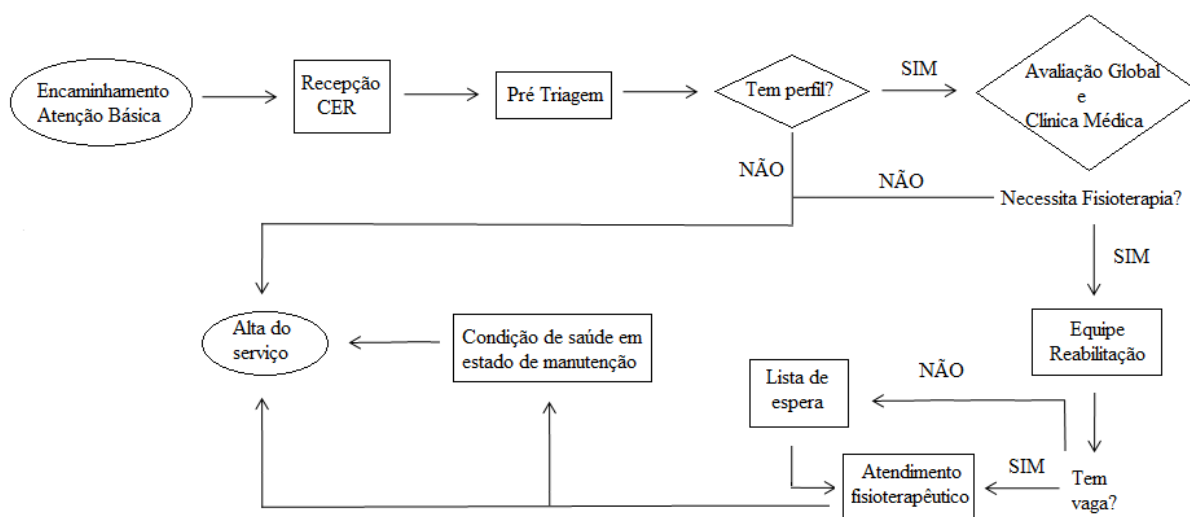 Encaminhamento
Atenção Básica
Recepção
CER
Pré Triagem
Tem perfil?
SIM
Avaliação Global
e
Clínica Médica
NÃO
NÃO
Necessita Fisioterapia?
SIM
Alta do
serviço
Condição de saúde em
estado de manutenção
Equipe
Reabilitação
Lista de
espera
NÃO
Atendimento
fisioterapêutico
SIM
Tem
vaga?